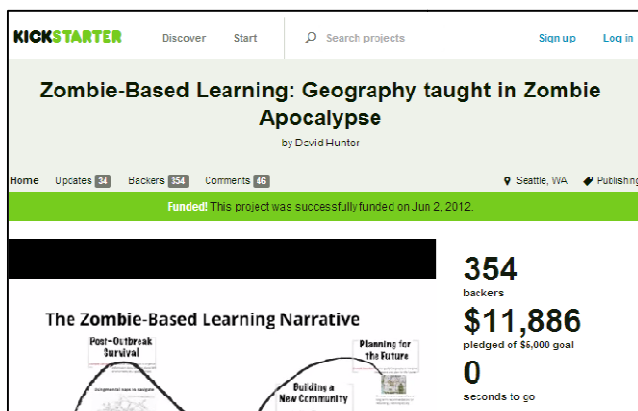 KICKSTARTER Discover Start Search projects Sign up Log in
Zombie-Based Learning: Geography taught in Zombie
Apocalypse
by David Hunter
Home Updates 34 Backers 354 Comments 46 Seattle, WA Publishing
Funded! This project was successfully funded on Jun 2, 2012.
354
backers
$11,886
pledged of $5,000 goal
0
seconds to go
The Zombie-Based Learning Narrative
Post-Outbreak
Survival
Planning for
the Future
Building a
New Community